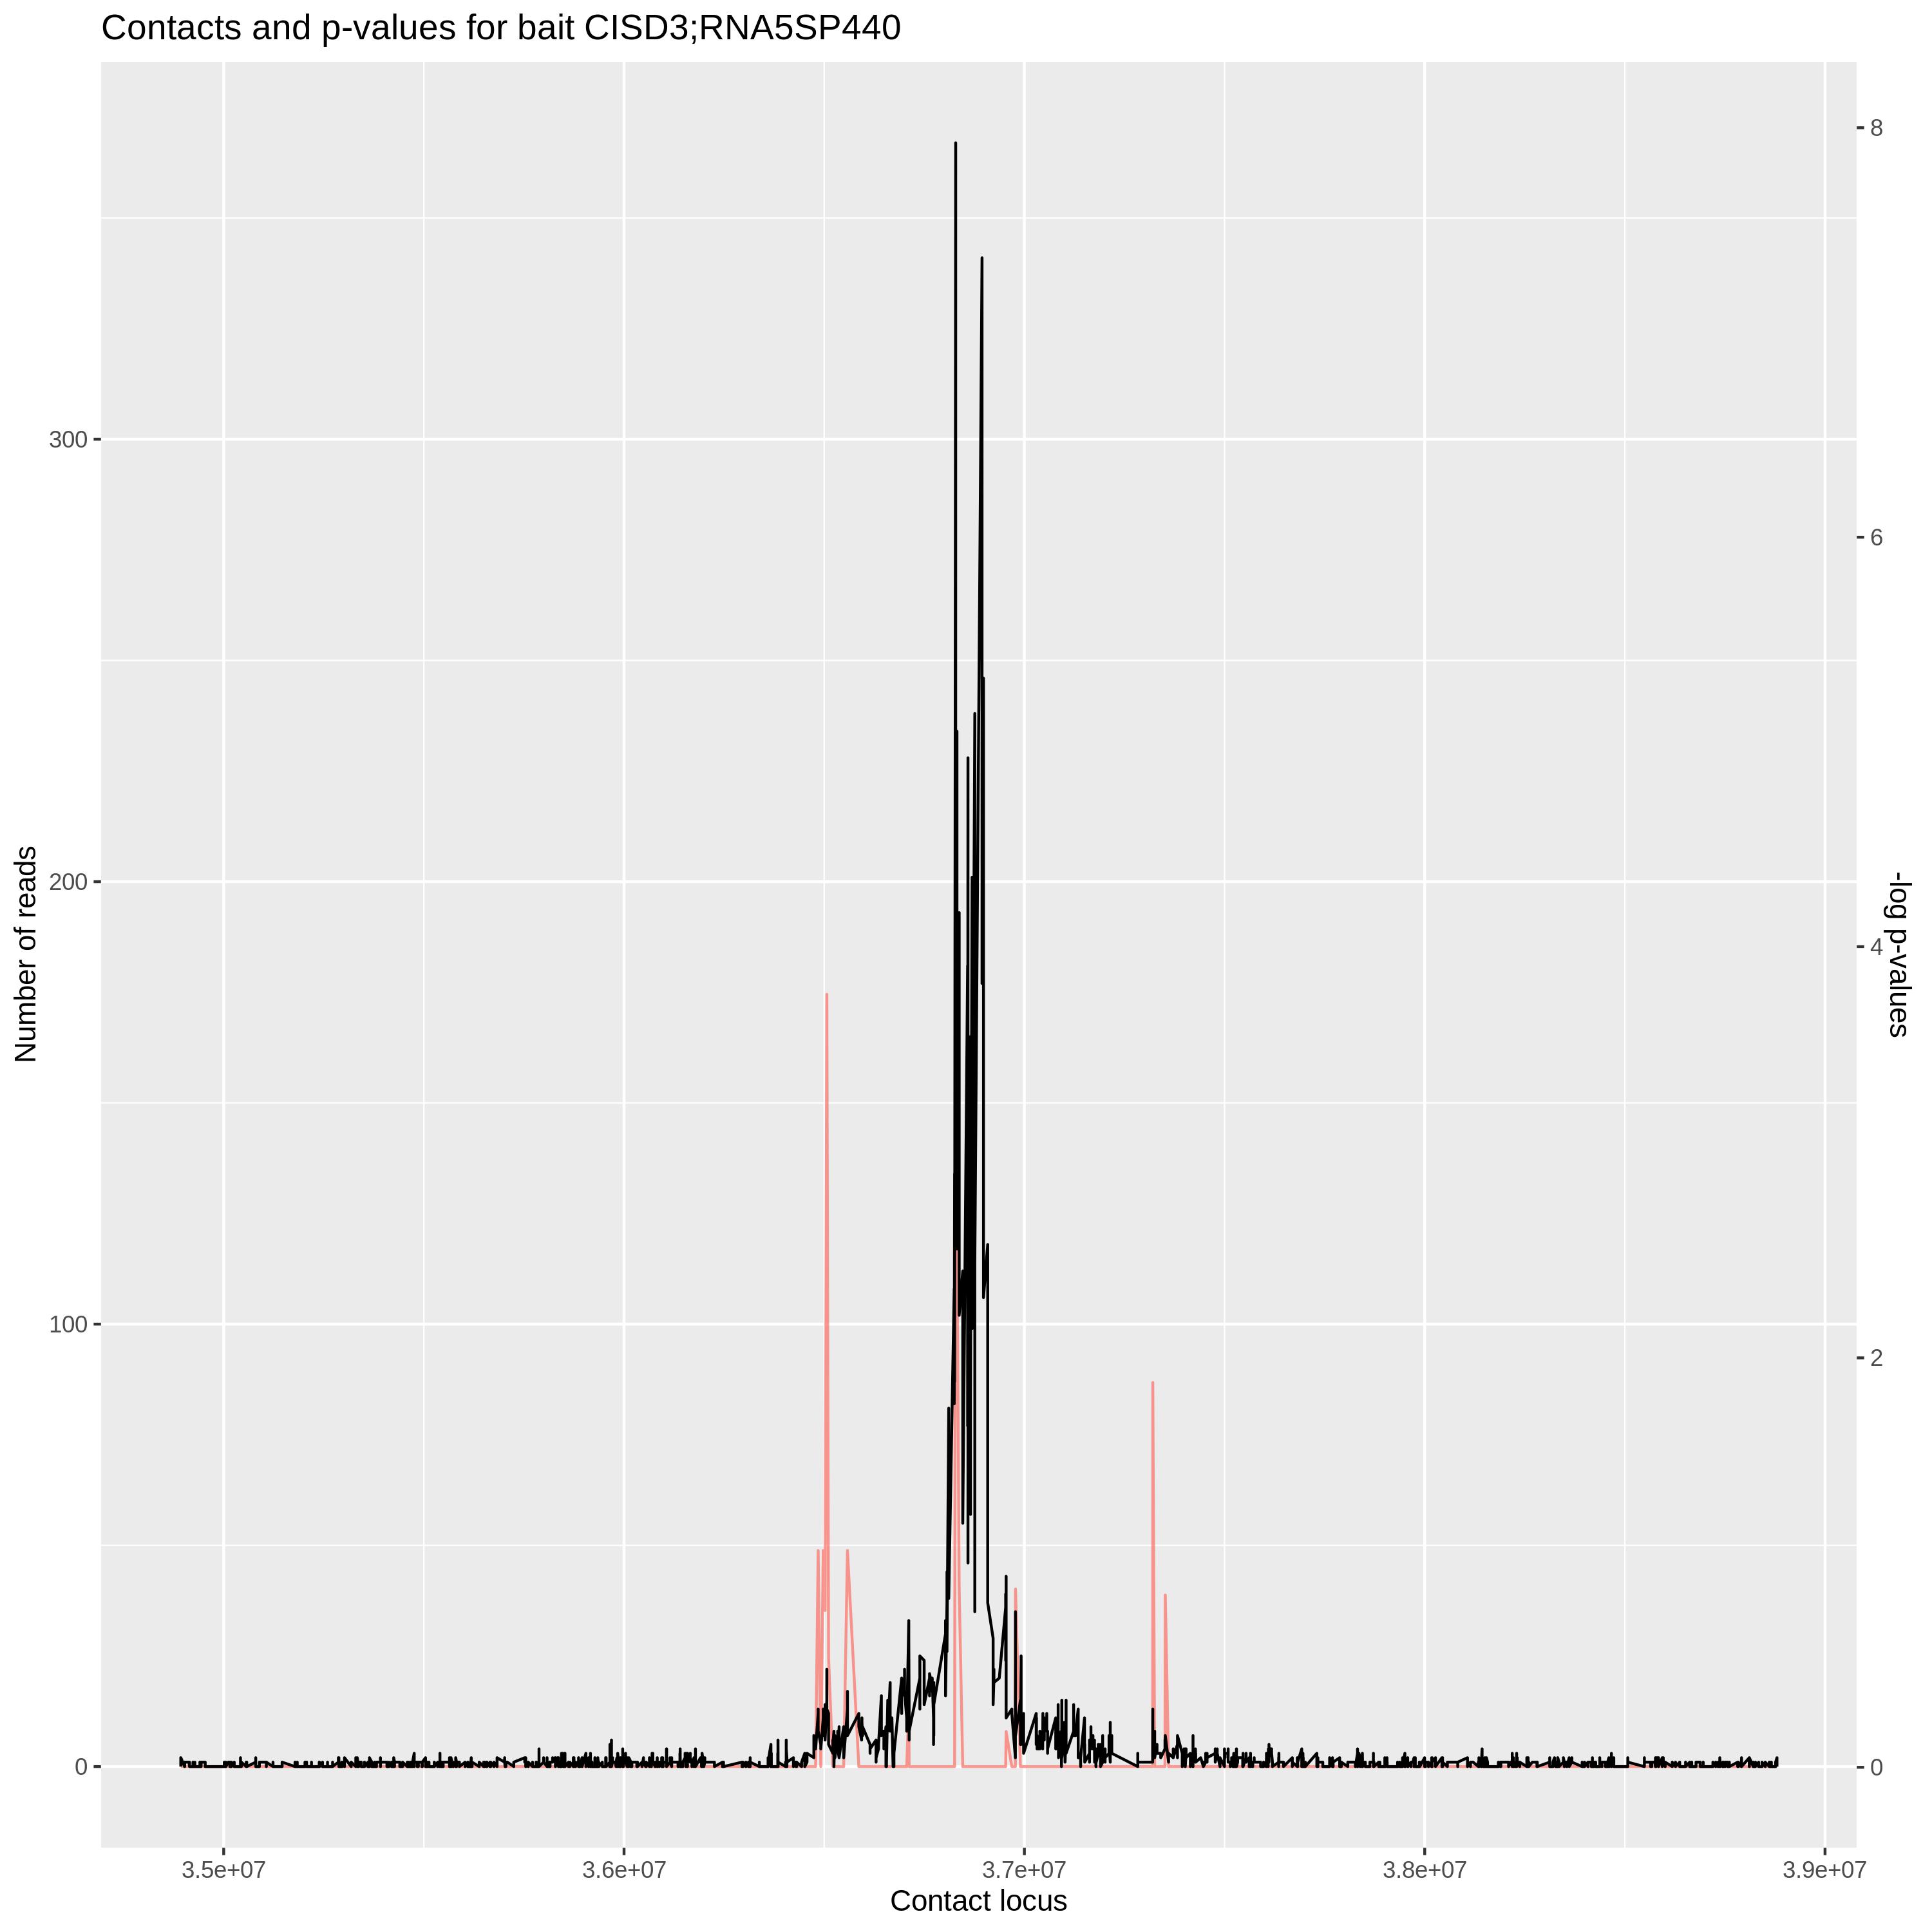 Contacts and p-values for bait CISD3;RNA5SP440
8
6
4
2
0
300
200
100
0
Number of reads
-log p-values
3.5e+07
3.6e+07
3.7e+07
3.8e+07
3.9e+07
Contact locus